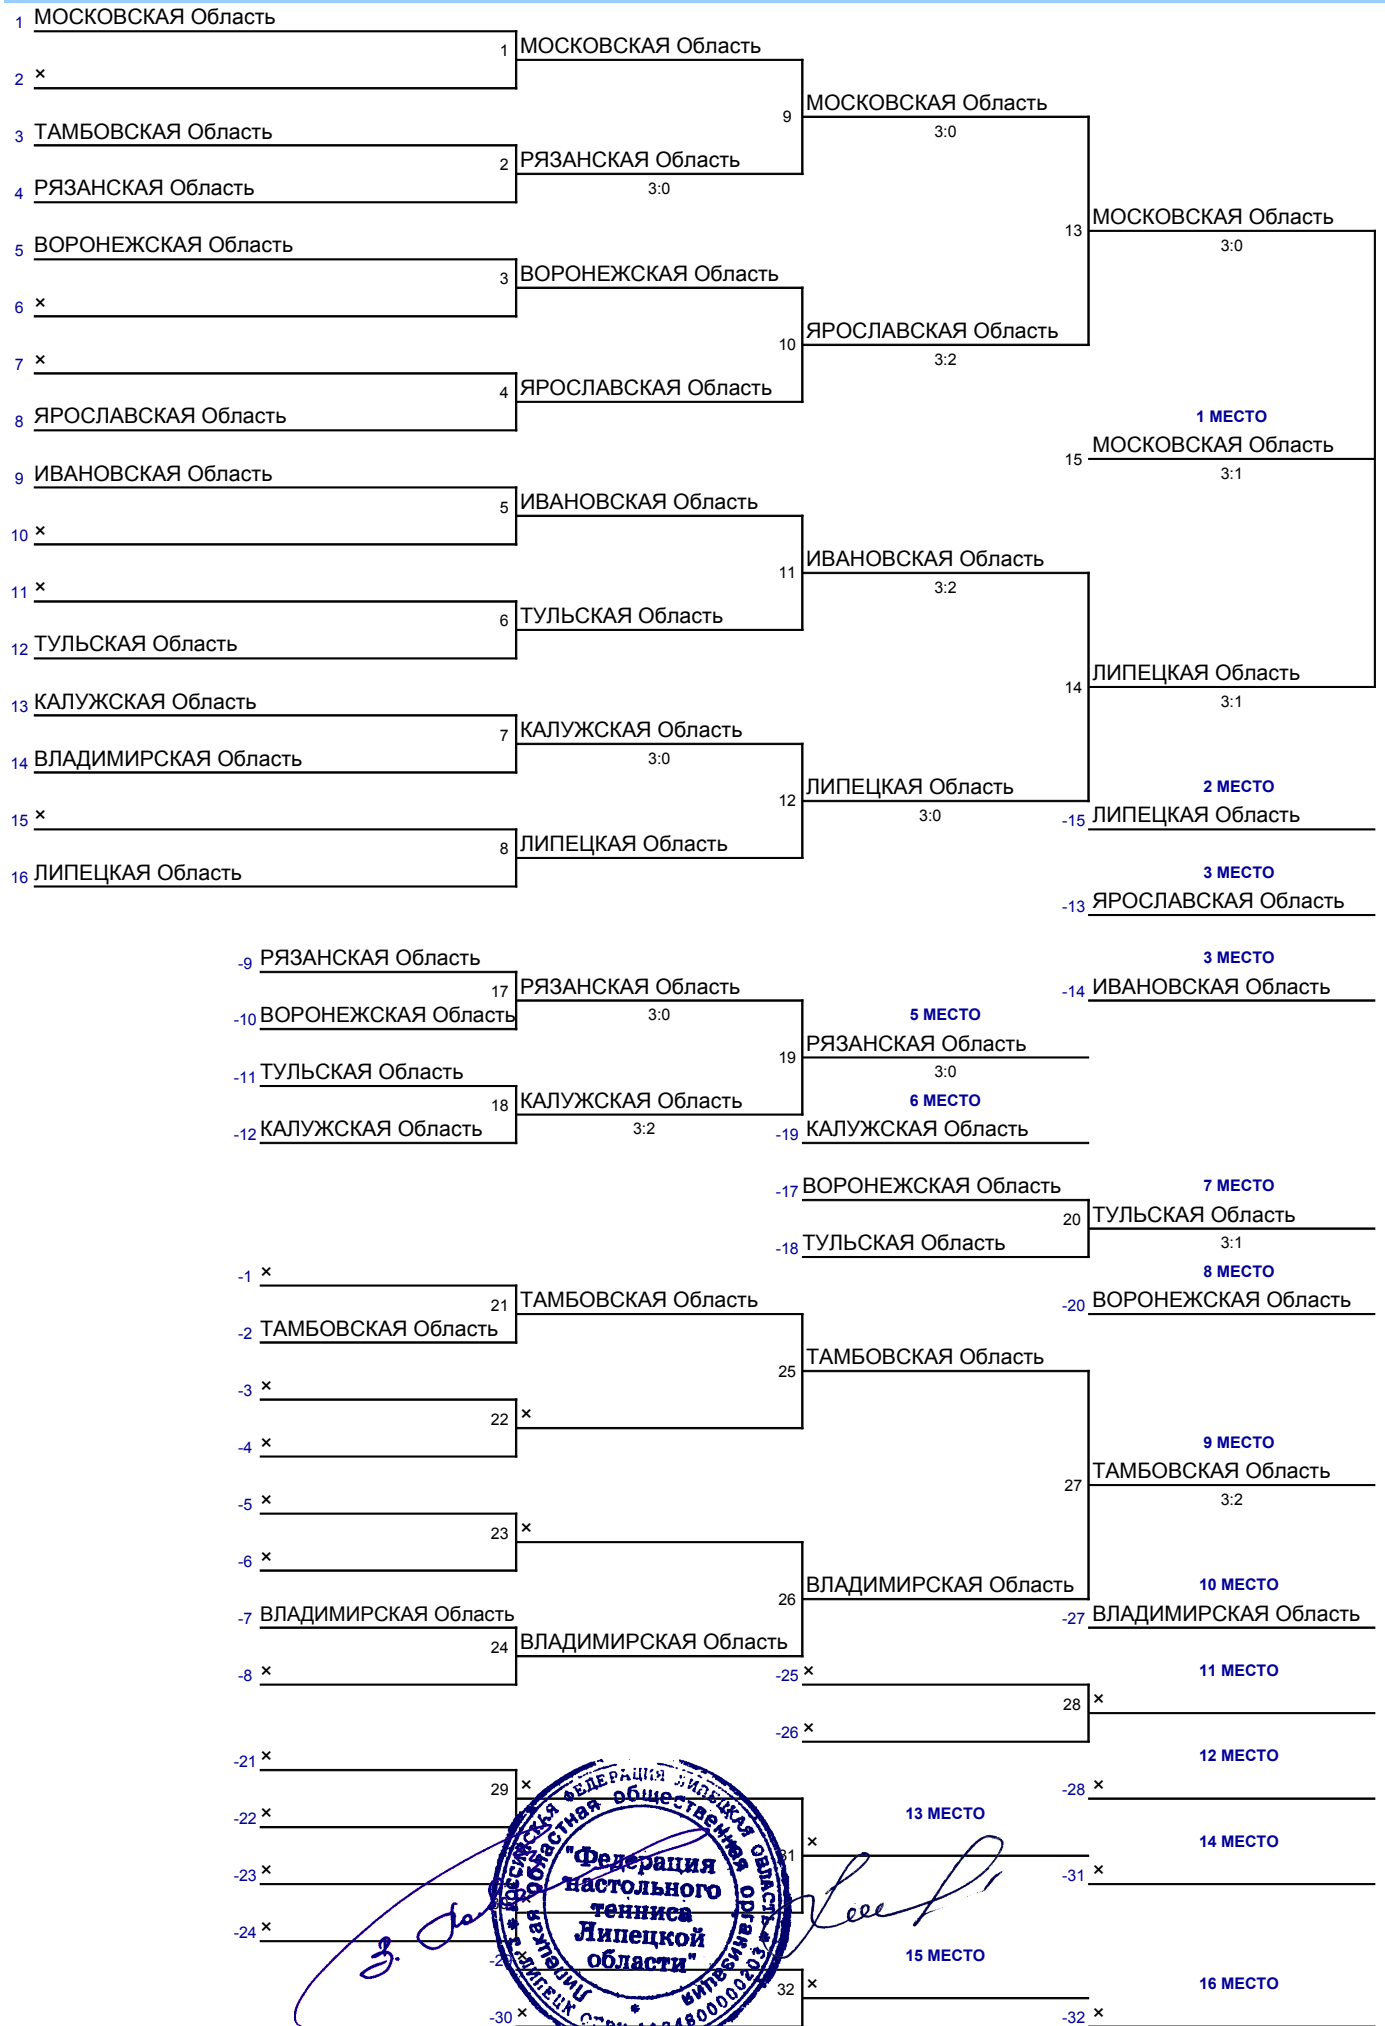 1 МОСКОВСКАЯ Область
1 МОСКОВСКАЯ Область
2 ×
9 МОСКОВСКАЯ Область
3:0
3 ТАМБОВСКАЯ Область
2 РЯЗАНСКАЯ Область
3:0
4 РЯЗАНСКАЯ Область
13 МОСКОВСКАЯ Область
3:0
5 ВОРОНЕЖСКАЯ Область
3 ВОРОНЕЖСКАЯ Область
6 ×
10 ЯРОСЛАВСКАЯ Область
3:2
7 ×
4 ЯРОСЛАВСКАЯ Область
8 ЯРОСЛАВСКАЯ Область
1 МЕСТО
15 МОСКОВСКАЯ Область
3:1
9 ИВАНОВСКАЯ Область
5 ИВАНОВСКАЯ Область
10 ×
11 ИВАНОВСКАЯ Область
3:2
11 ×
6 ТУЛЬСКАЯ Область
12 ТУЛЬСКАЯ Область
14 ЛИПЕЦКАЯ Область
3:1
13 КАЛУЖСКАЯ Область
7 КАЛУЖСКАЯ Область
3:0
14 ВЛАДИМИРСКАЯ Область
12 ЛИПЕЦКАЯ Область
3:0
2 МЕСТО
-15 ЛИПЕЦКАЯ Область
15 ×
8 ЛИПЕЦКАЯ Область
16 ЛИПЕЦКАЯ Область
3 МЕСТО
-13 ЯРОСЛАВСКАЯ Область
3 МЕСТО
-14 ИВАНОВСКАЯ Область
-9 РЯЗАНСКАЯ Область
17 РЯЗАНСКАЯ Область
3:0
-10 ВОРОНЕЖСКАЯ Область
5 МЕСТО
19 РЯЗАНСКАЯ Область
3:0
-11 ТУЛЬСКАЯ Область
18 КАЛУЖСКАЯ Область
3:2
-12 КАЛУЖСКАЯ Область
6 МЕСТО
-19 КАЛУЖСКАЯ Область
-17 ВОРОНЕЖСКАЯ Область
7 МЕСТО
20 ТУЛЬСКАЯ Область
3:1
-18 ТУЛЬСКАЯ Область
8 МЕСТО
-20 ВОРОНЕЖСКАЯ Область
-1 ×
21 ТАМБОВСКАЯ Область
-2 ТАМБОВСКАЯ Область
25 ТАМБОВСКАЯ Область
-3 ×
22 ×
-4 ×
9 МЕСТО
27 ТАМБОВСКАЯ Область
3:2
-5 ×
23 ×
-6 ×
26 ВЛАДИМИРСКАЯ Область
10 МЕСТО
-27 ВЛАДИМИРСКАЯ Область
-7 ВЛАДИМИРСКАЯ Область
24 ВЛАДИМИРСКАЯ Область
-8 ×
-25 ×
11 МЕСТО
28 ×
-26 ×
12 МЕСТО
-28 ×
-21 ×
29 ×
-22 ×
13 МЕСТО
31 ×
14 МЕСТО
-31 ×
-23 ×
-24 ×
15 МЕСТО
32 ×
-30 ×
16 МЕСТО
-32 ×
Липецкая областная общественная организация
"Федерация
настольного
тенниса
Липецкой
области"